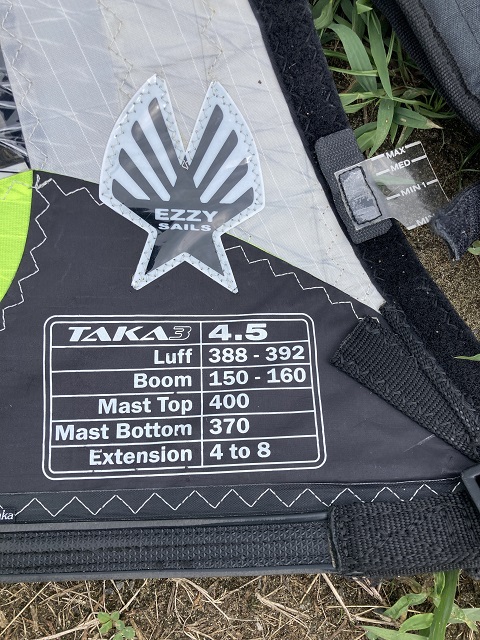 MAX
MED
MIN 1
EZZY
SAILS
TAKA3 4.5
Luff 388 - 392
Boom 150 - 160
Mast Top 400
Mast Bottom 370
Extension 4 to 8